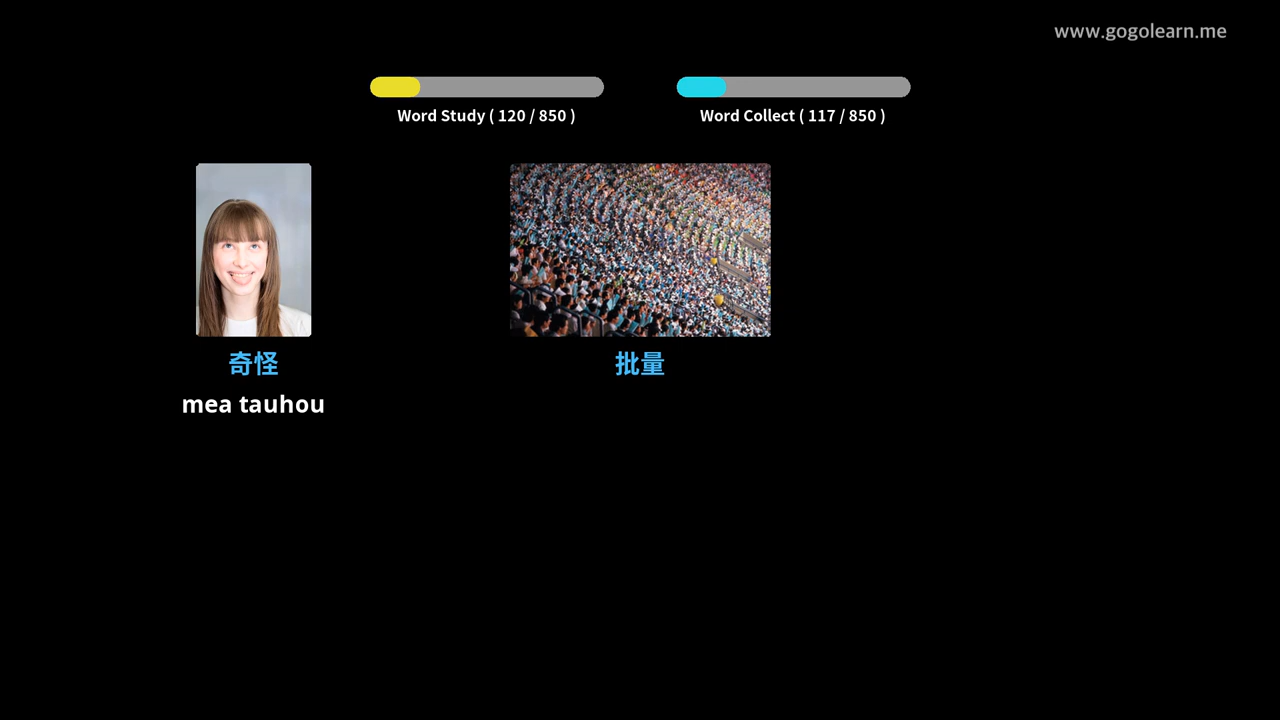 www.gogolearn.me
Word Study ( 120 / 850 )
Word Collect ( 117 / 850 )
奇怪
批量
mea tauhou